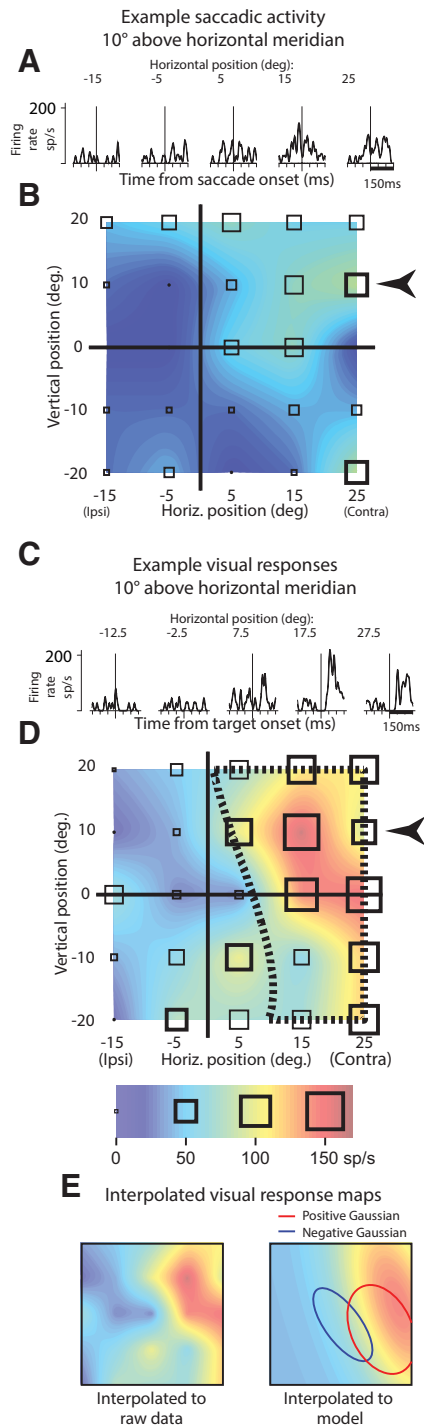 Example saccadic activity
10° above horizontal meridian
A
Horizontal position (deg):
-15 -5 5 15 25
200
Firing
rate
sp/s
0
Time from saccade onset (ms)
150ms
B
20
10
0
-10
-20
Vertical position (deg.)
-15 -5 5 15 25
(Ipsi) Horiz. position (deg) (Contra)
C
Example visual responses
10° above horizontal meridian
Horizontal position (deg):
-12.5 -2.5 7.5 17.5 27.5
200
Firing
rate
sp/s
0
Time from target onset (ms)
150ms
D
20
10
0
-10
-20
Vertical position (deg.)
-15 -5 5 15 25
(Ipsi) Horiz. position (deg.) (Contra)
0 50 100 150 sp/s
E
Interpolated visual response maps
Positive Gaussian
Negative Gaussian
Interpolated to
raw data
Interpolated to
model